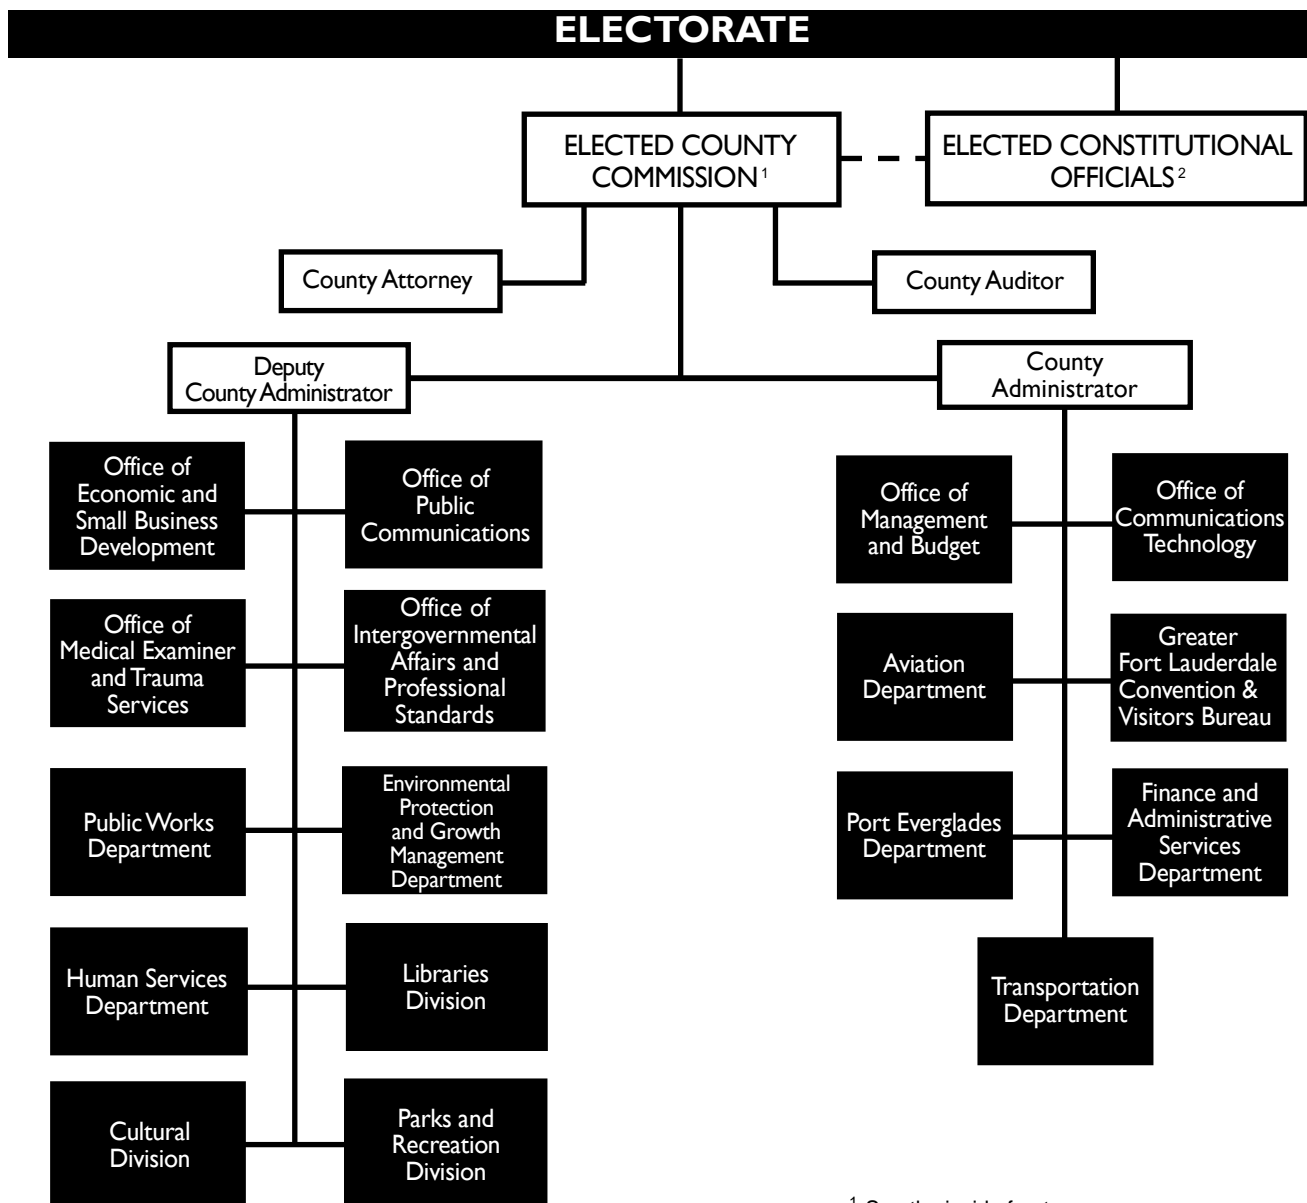 ELECTORATE
ELECTED COUNTY
COMMISSION 1
ELECTED CONSTITUTIONAL
OFFICIALS 2
County Attorney
County Auditor
Deputy
County Administrator
County
Administrator
Office of
Economic and
Small Business
Development
Office of
Public
Communications
Office of
Management
and Budget
Office of
Communications
Technology
Office of
Medical Examiner
and Trauma
Services
Office of
Intergovernmental
Affairs and
Professional
Standards
Aviation
Department
Greater
Fort Lauderdale
Convention &
Visitors Bureau
Public Works
Department
Environmental
Protection
and Growth
Management
Department
Port Everglades
Department
Finance and
Administrative
Services
Department
Human Services
Department
Libraries
Division
Transportation
Department
Cultural
Division
Parks and
Recreation
Division